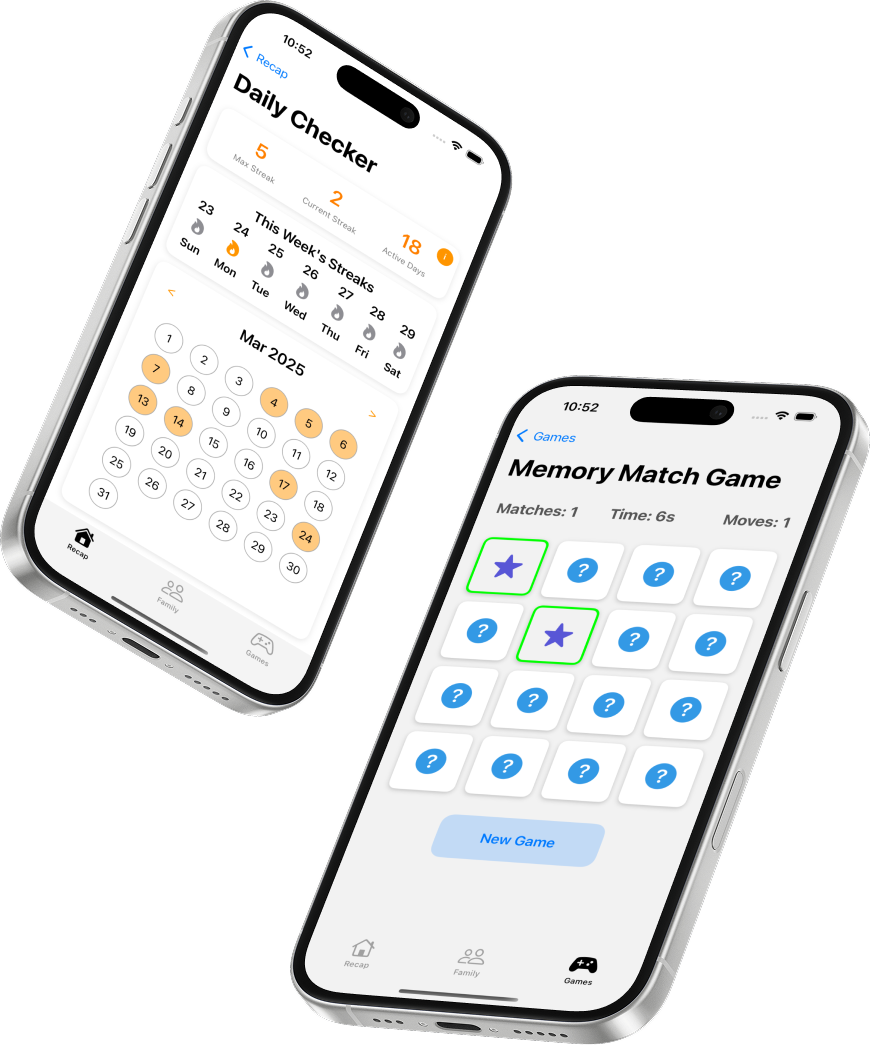 10:52
Recap
Daily Checker
5 2 18 i
Max Streak Current Streak Active Days
This Week's Streaks
23 24 25 26 27 28 29
Sun Mon Tue Wed Thu Fri Sat
< Mar 2025 >
1 2 3 4 5 6
7 8 9 10 11 12
13 14 15 16 17 18
19 20 21 22 23 24
25 26 27 28 29 30
31
Recap Family Games
10:52
Games
Memory Match Game
Matches: 1 Time: 6s Moves: 1
? ? ?
? ? ?
? ? ? ?
? ? ? ?
New Game
Recap Family Games